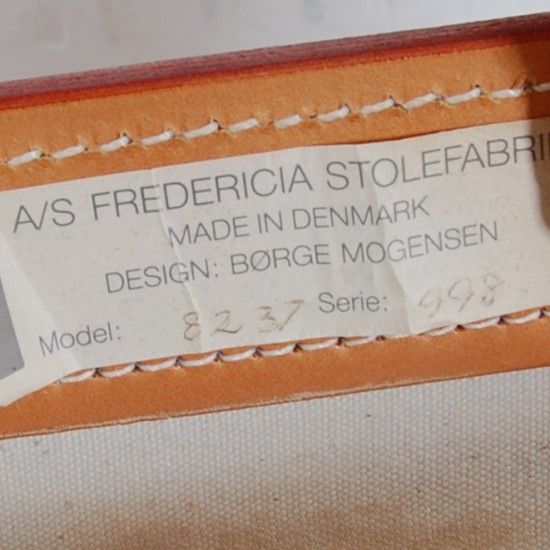 A/S FREDERICIA STOLEFABRI
MADE IN DENMARK
DESIGN: BØRGE MOGENSEN
Model: 8237 Serie: 998